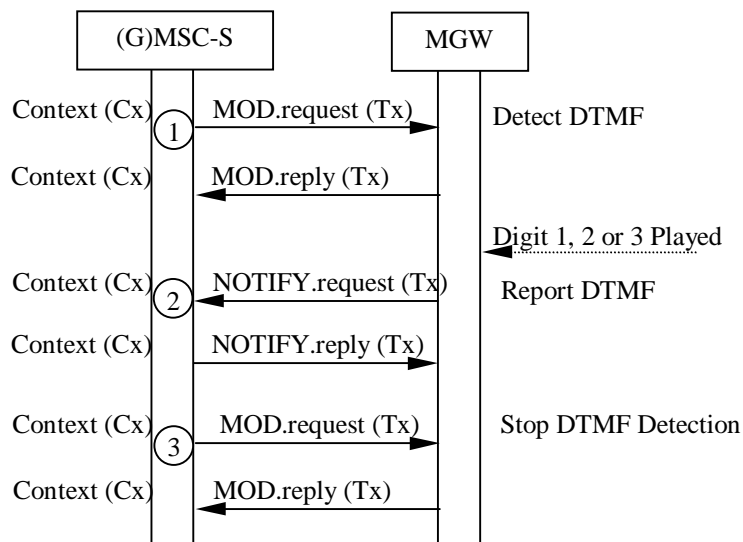 (G)MSC-S MGW
Context (Cx) 1 MOD.request (Tx) Detect DTMF
Context (Cx) MOD.reply (Tx)
Digit 1, 2 or 3 Played
Context (Cx) 2 NOTIFY.request (Tx) Report DTMF
Context (Cx) NOTIFY.reply (Tx)
Context (Cx) 3 MOD.request (Tx) Stop DTMF Detection
Context (Cx) MOD.reply (Tx)